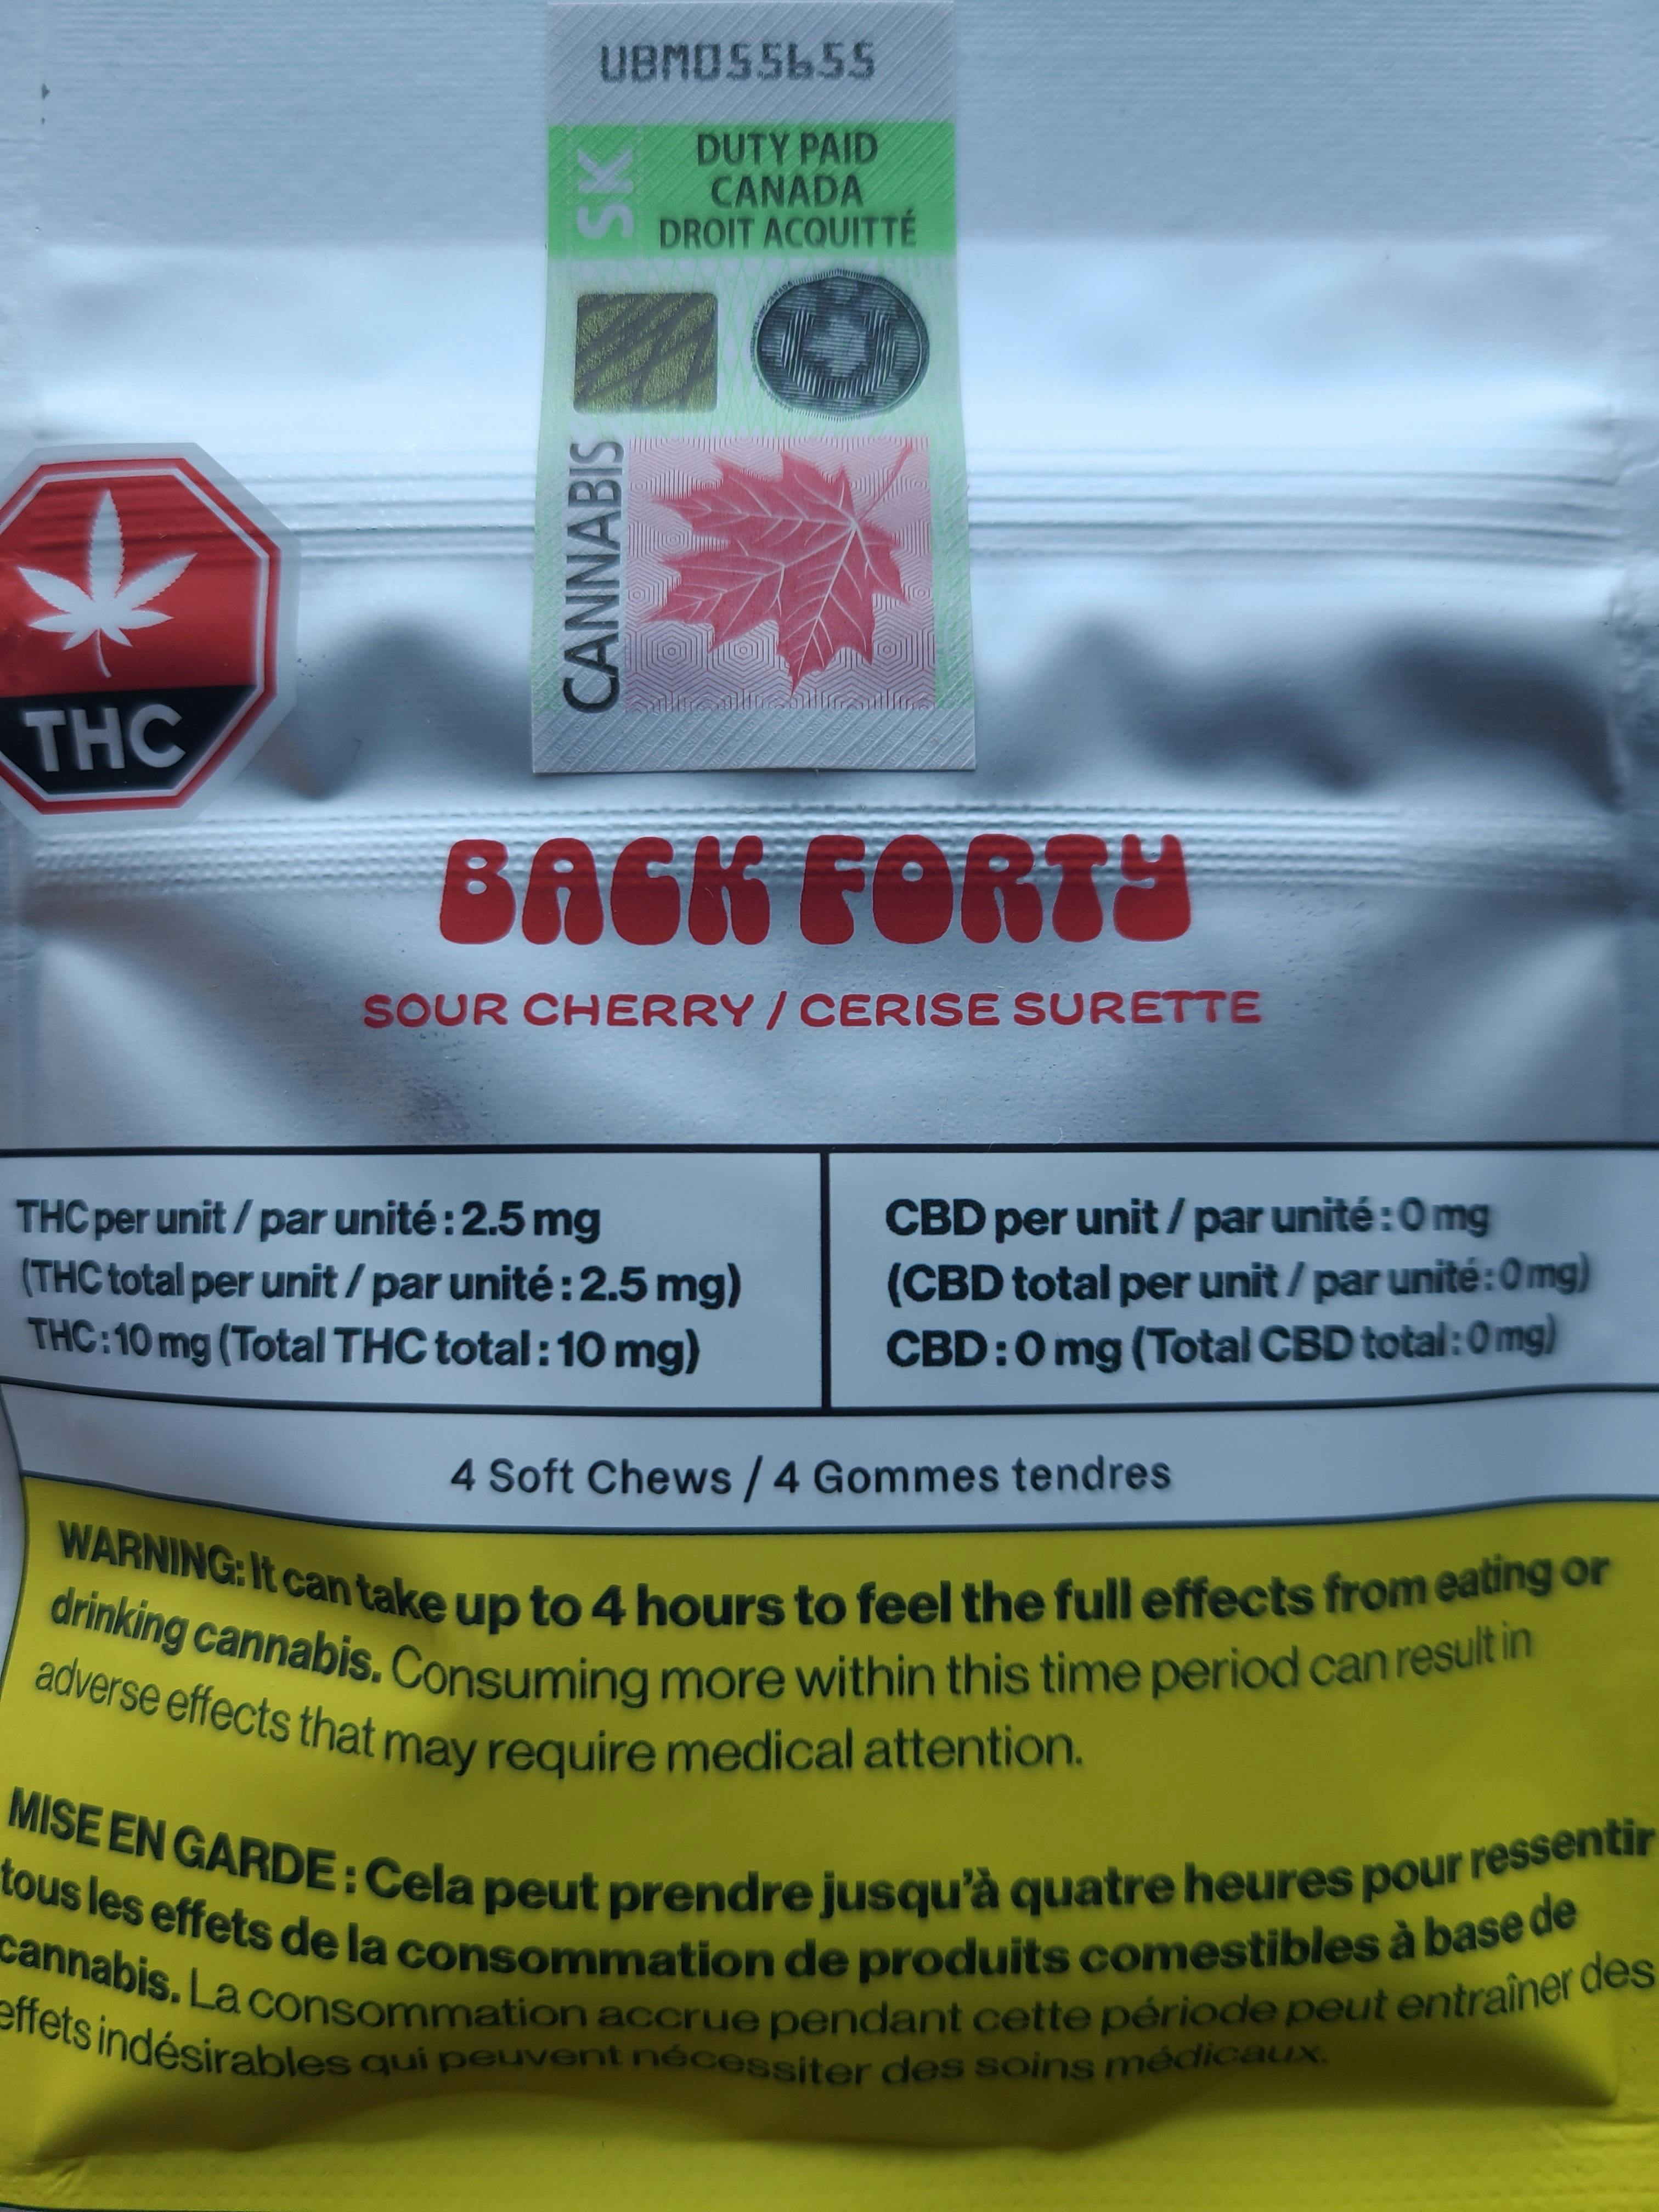 UBM055655
SK
DUTY PAID
CANADA
DROIT ACQUITTÉ
CANNABIS
THC
BACK FORTY
SOUR CHERRY / CERISE SURETTE
THC per unit / par unité : 2.5 mg
(THC total per unit / par unité : 2.5 mg)
THC : 10 mg (Total THC total : 10 mg)
CBD per unit / par unité : 0 mg
(CBD total per unit / par unité : 0 mg)
CBD : 0 mg (Total CBD total : 0 mg)
4 Soft Chews / 4 Gommes tendres
WARNING: It can take up to 4 hours to feel the full effects from eating or
drinking cannabis. Consuming more within this time period can result in
adverse effects that may require medical attention.
MISE EN GARDE : Cela peut prendre jusqu'à quatre heures pour ressentir
tous les effets de la consommation de produits comestibles à base de
cannabis. La consommation accrue pendant cette période peut entraîner des
effets indésirables qui peuvent nécessiter des soins médicaux.